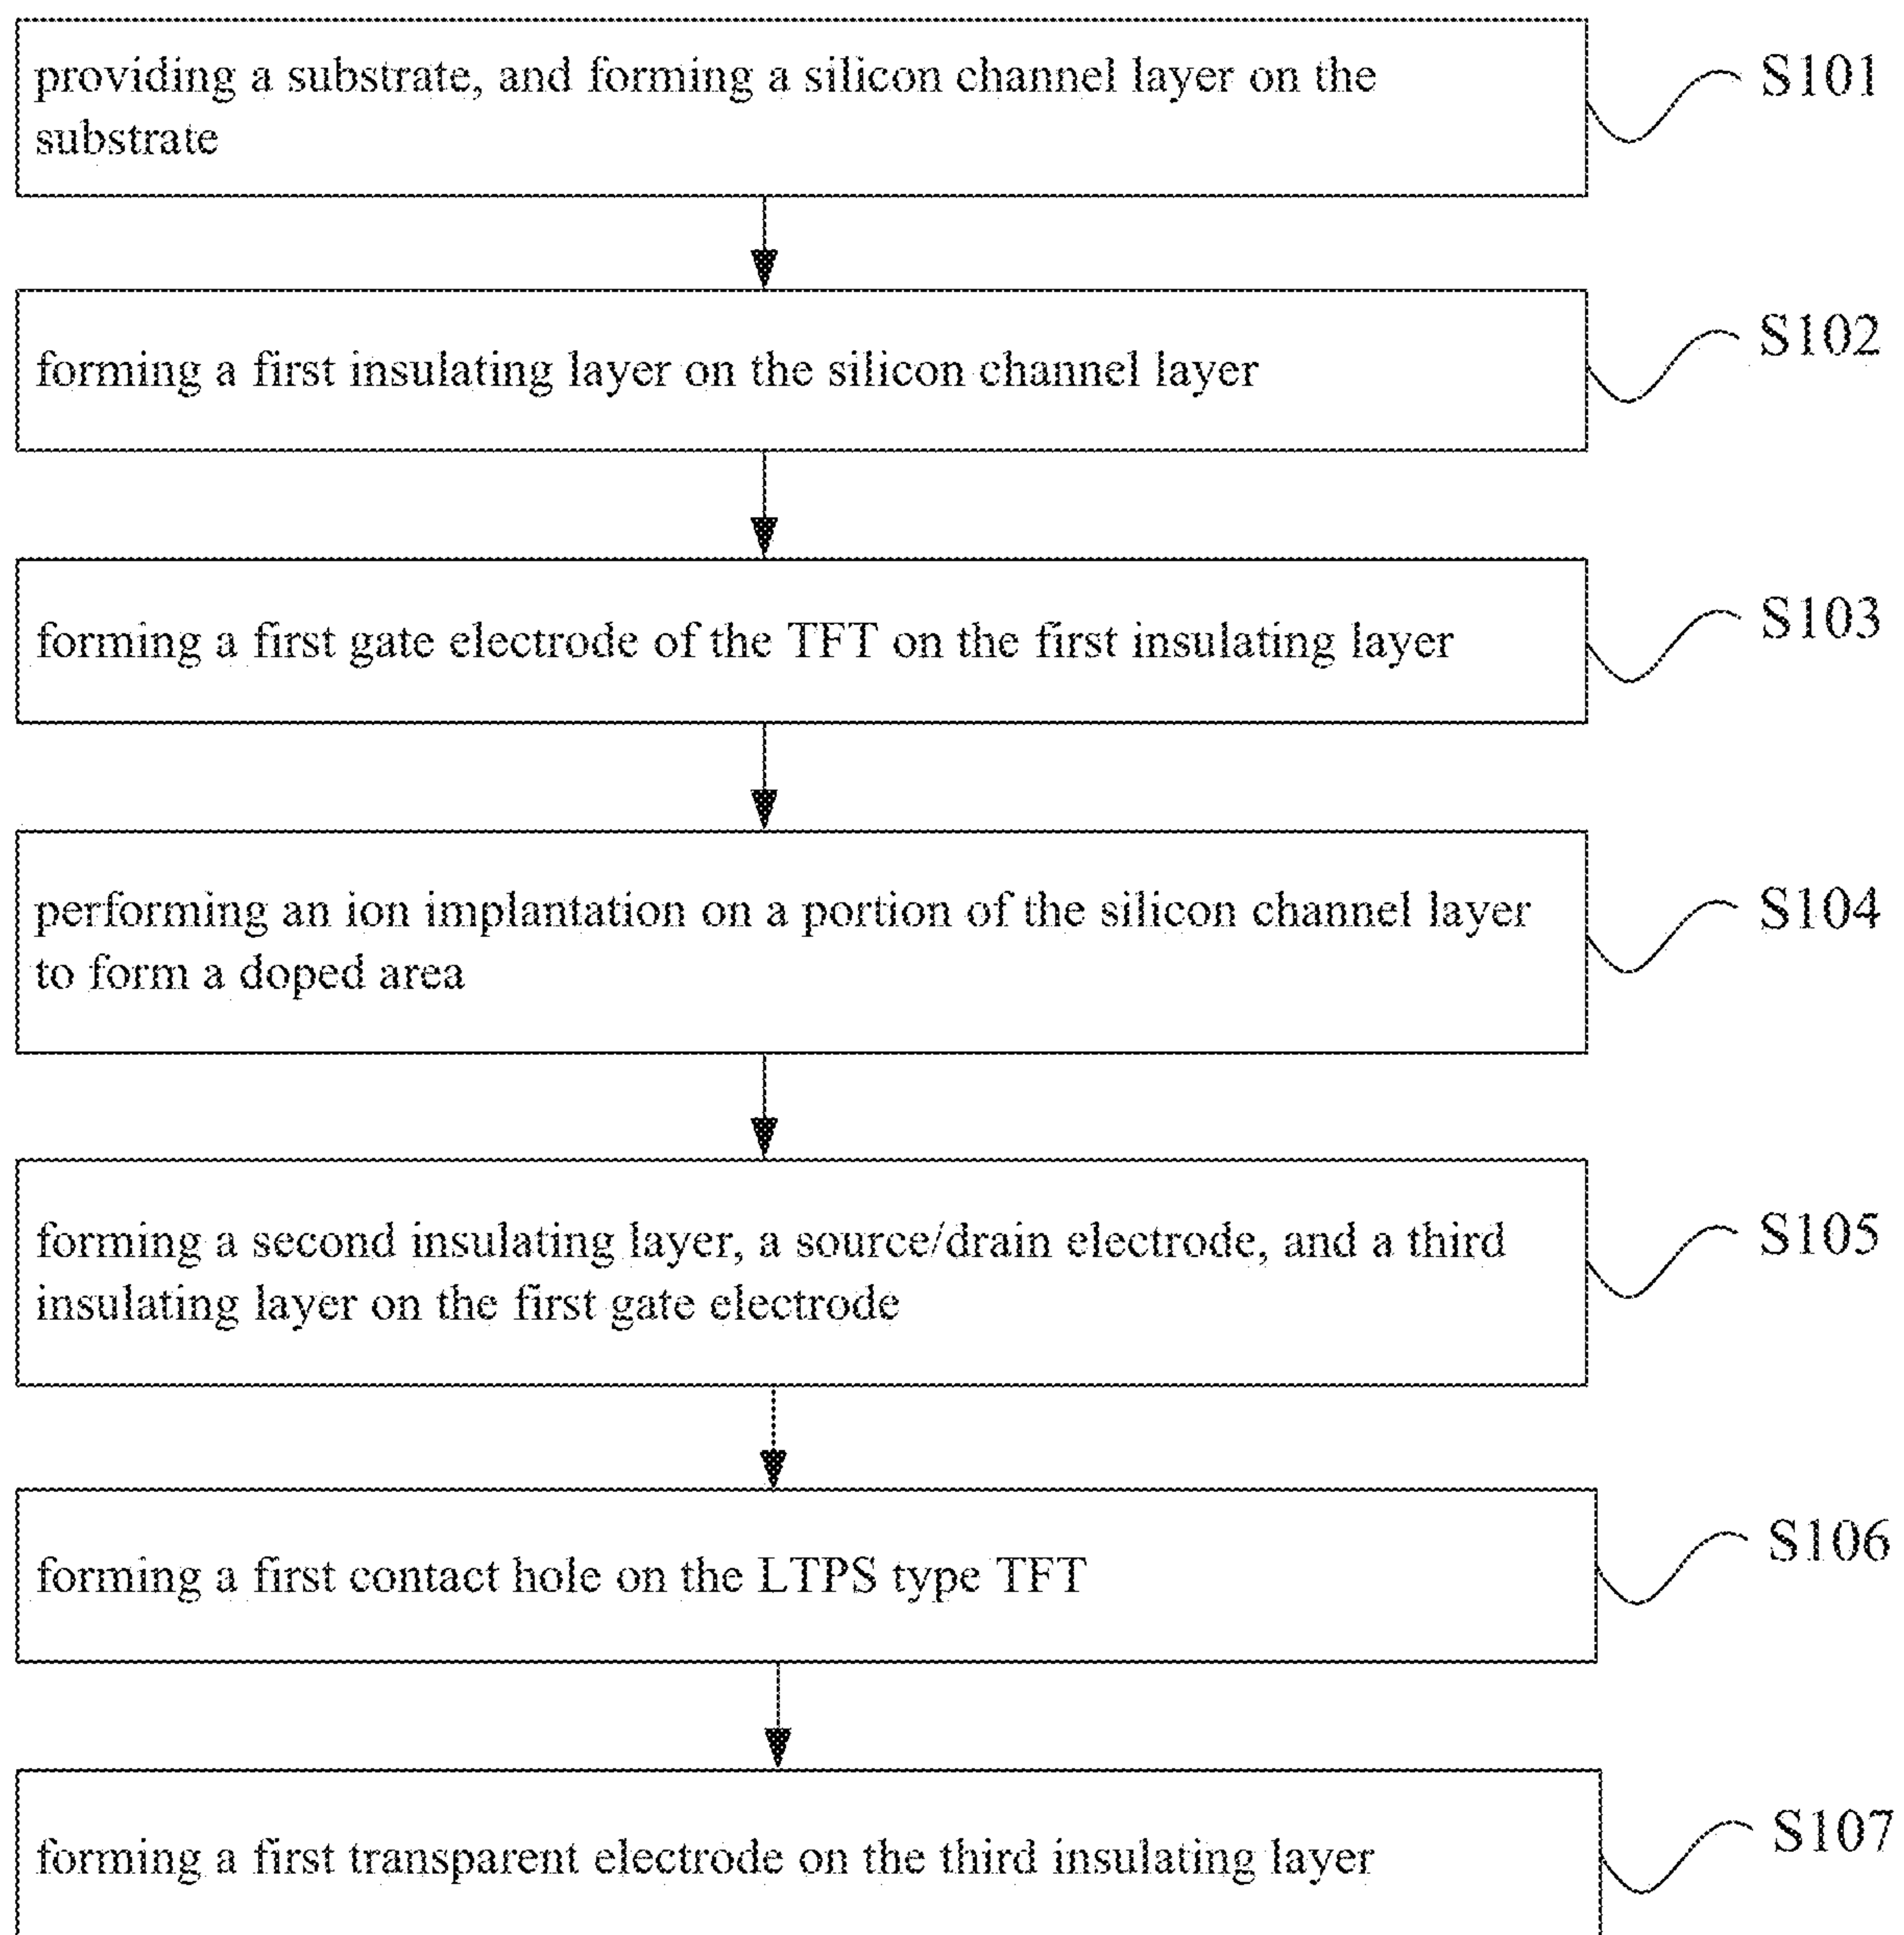 providing a substrate, and forming a silicon channel layer on the
substrate
S101
forming a first insulating layer on the silicon channel layer
S102
forming a first gate electrode of the TFT on the first insulating layer
S103
performing an ion implantation on a portion of the silicon channel layer
to form a doped area
S104
forming a second insulating layer, a source/drain electrode, and a third
insulating layer on the first gate electrode
S105
forming a first contact hole on the LTPS type TFT
S106
forming a first transparent electrode on the third insulating layer
S107